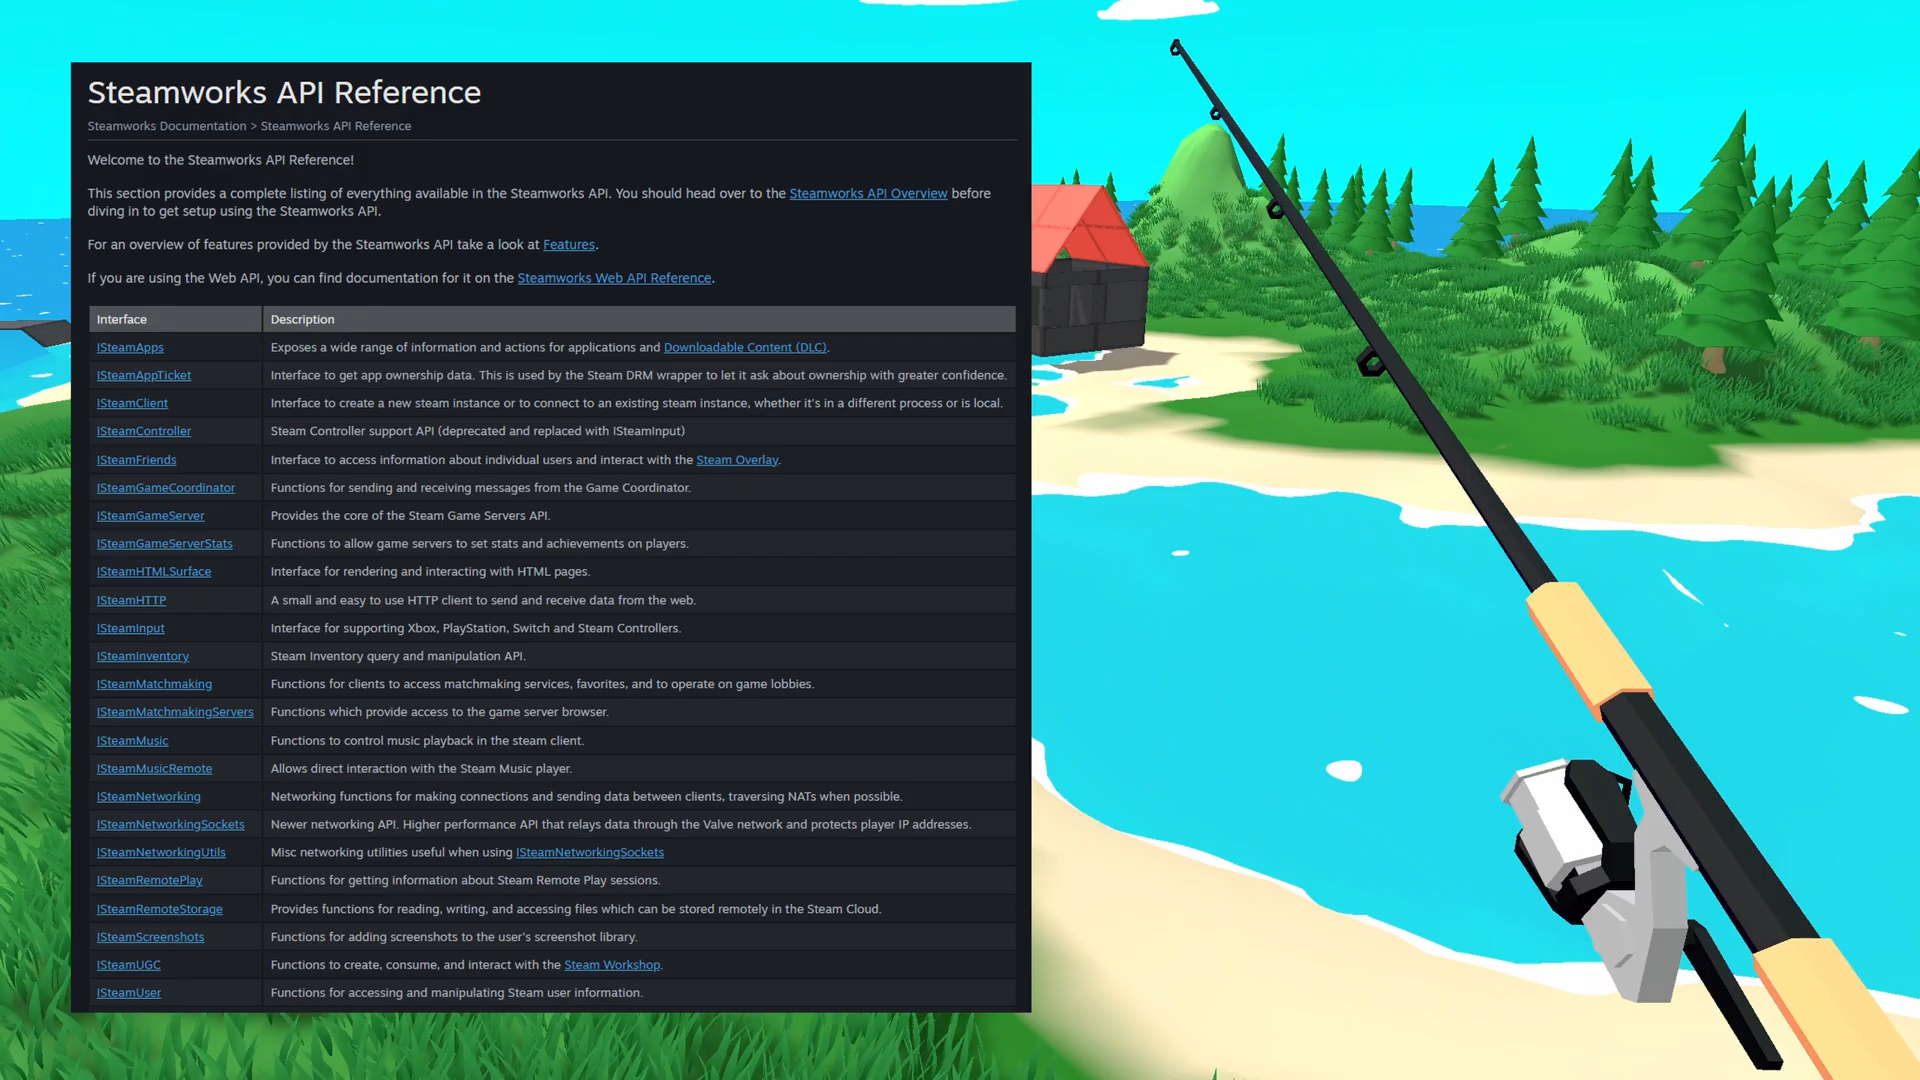 Steamworks API Reference
Steamworks Documentation > Steamworks API Reference
Welcome to the Steamworks API Reference!
This section provides a complete listing of everything available in the Steamworks API. You should head over to the Steamworks API Overview before
diving in to get setup using the Steamworks API.
For an overview of features provided by the Steamworks API take a look at Features.
If you are using the Web API, you can find documentation for it on the Steamworks Web API Reference.
Interface Description
ISteamApps Exposes a wide range of information and actions for applications and Downloadable Content (DLC).
ISteamAppTicket Interface to get app ownership data. This is used by the Steam DRM wrapper to let it ask about ownership with greater confidence.
ISteamClient Interface to create a new steam instance or to connect to an existing steam instance, whether it's in a different process or is local.
ISteamController Steam Controller support API (deprecated and replaced with ISteamInput)
ISteamFriends Interface to access information about individual users and interact with the Steam Overlay.
ISteamGameCoordinator Functions for sending and receiving messages from the Game Coordinator.
ISteamGameServer Provides the core of the Steam Game Servers API.
ISteamGameServerStats Functions to allow game servers to set stats and achievements on players.
ISteamHTMLSurface Interface for rendering and interacting with HTML pages.
ISteamHTTP A small and easy to use HTTP client to send and receive data from the web.
ISteamInput Interface for supporting Xbox, PlayStation, Switch and Steam Controllers.
ISteamInventory Steam Inventory query and manipulation API.
ISteamMatchmaking Functions for clients to access matchmaking services, favorites, and to operate on game lobbies.
ISteamMatchmakingServers Functions which provide access to the game server browser.
ISteamMusic Functions to control music playback in the steam client.
ISteamMusicRemote Allows direct interaction with the Steam Music player.
ISteamNetworking Networking functions for making connections and sending data between clients, traversing NATs when possible.
ISteamNetworkingSockets Newer networking API. Higher performance API that relays data through the Valve network and protects player IP addresses.
ISteamNetworkingUtils Misc networking utilities useful when using ISteamNetworkingSockets
ISteamRemotePlay Functions for getting information about Steam Remote Play sessions.
ISteamRemoteStorage Provides functions for reading, writing, and accessing files which can be stored remotely in the Steam Cloud.
ISteamScreenshots Functions for adding screenshots to the user's screenshot library.
ISteamUGC Functions to create, consume, and interact with the Steam Workshop.
ISteamUser Functions for accessing and manipulating Steam user information.